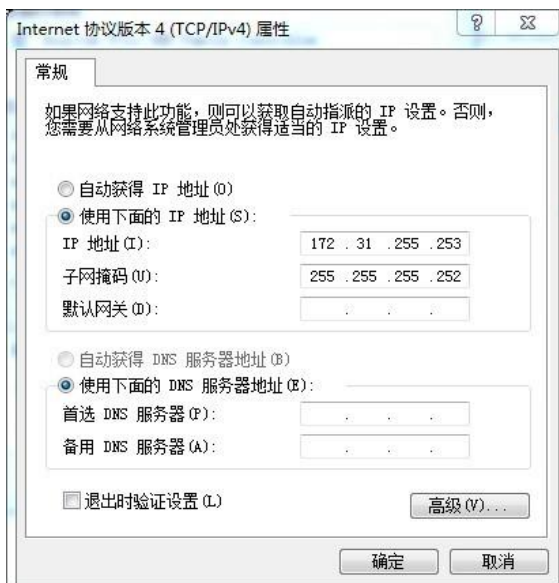 Internet 协议版本 4 (TCP/IPv4) 属性
常规
如果网络支持此功能，则可以获取自动指派的 IP 设置。否则，
您需要从网络系统管理员处获得适当的 IP 设置。
自动获得 IP 地址(O)
使用下面的 IP 地址(S):
IP 地址(I): 172 . 31 . 255 . 253
子网掩码(U): 255 . 255 . 255 . 252
默认网关(D): . . .
自动获得 DNS 服务器地址(B)
使用下面的 DNS 服务器地址(E):
首选 DNS 服务器(P): . . .
备用 DNS 服务器(A): . . .
退出时验证设置(L)
高级(V)...
确定 取消